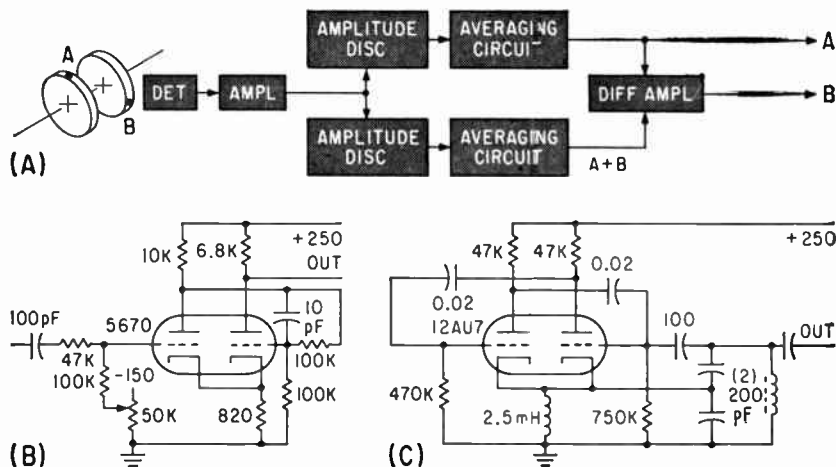 A
B
DET
AMPL
AMPLITUDE
DISC
AVERAGING
CIRCUIT
A
DIFF AMPL
B
AMPLITUDE
DISC
AVERAGING
CIRCUIT
A+B
(A)
10K
6.8K
+250
OUT
100pF
5670
10
pF
47K
100K
100K
-150
50K
820
100K
(B)
47K
47K
+250
0.02
0.02
12AU7
100
OUT
470K
2.5mH
750K
(2)
200
pF
(C)